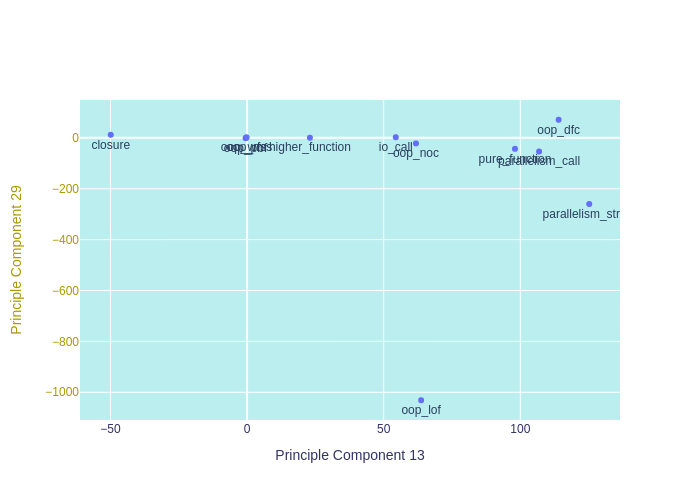 0
−200
−400
−600
−800
−1000
Principle Component 29
oop_dfc
closure
higher_function
io_call
oop_noc
pure_function
parallelism_call
parallelism_str
oop_lof
−50
0
50
100
Principle Component 13